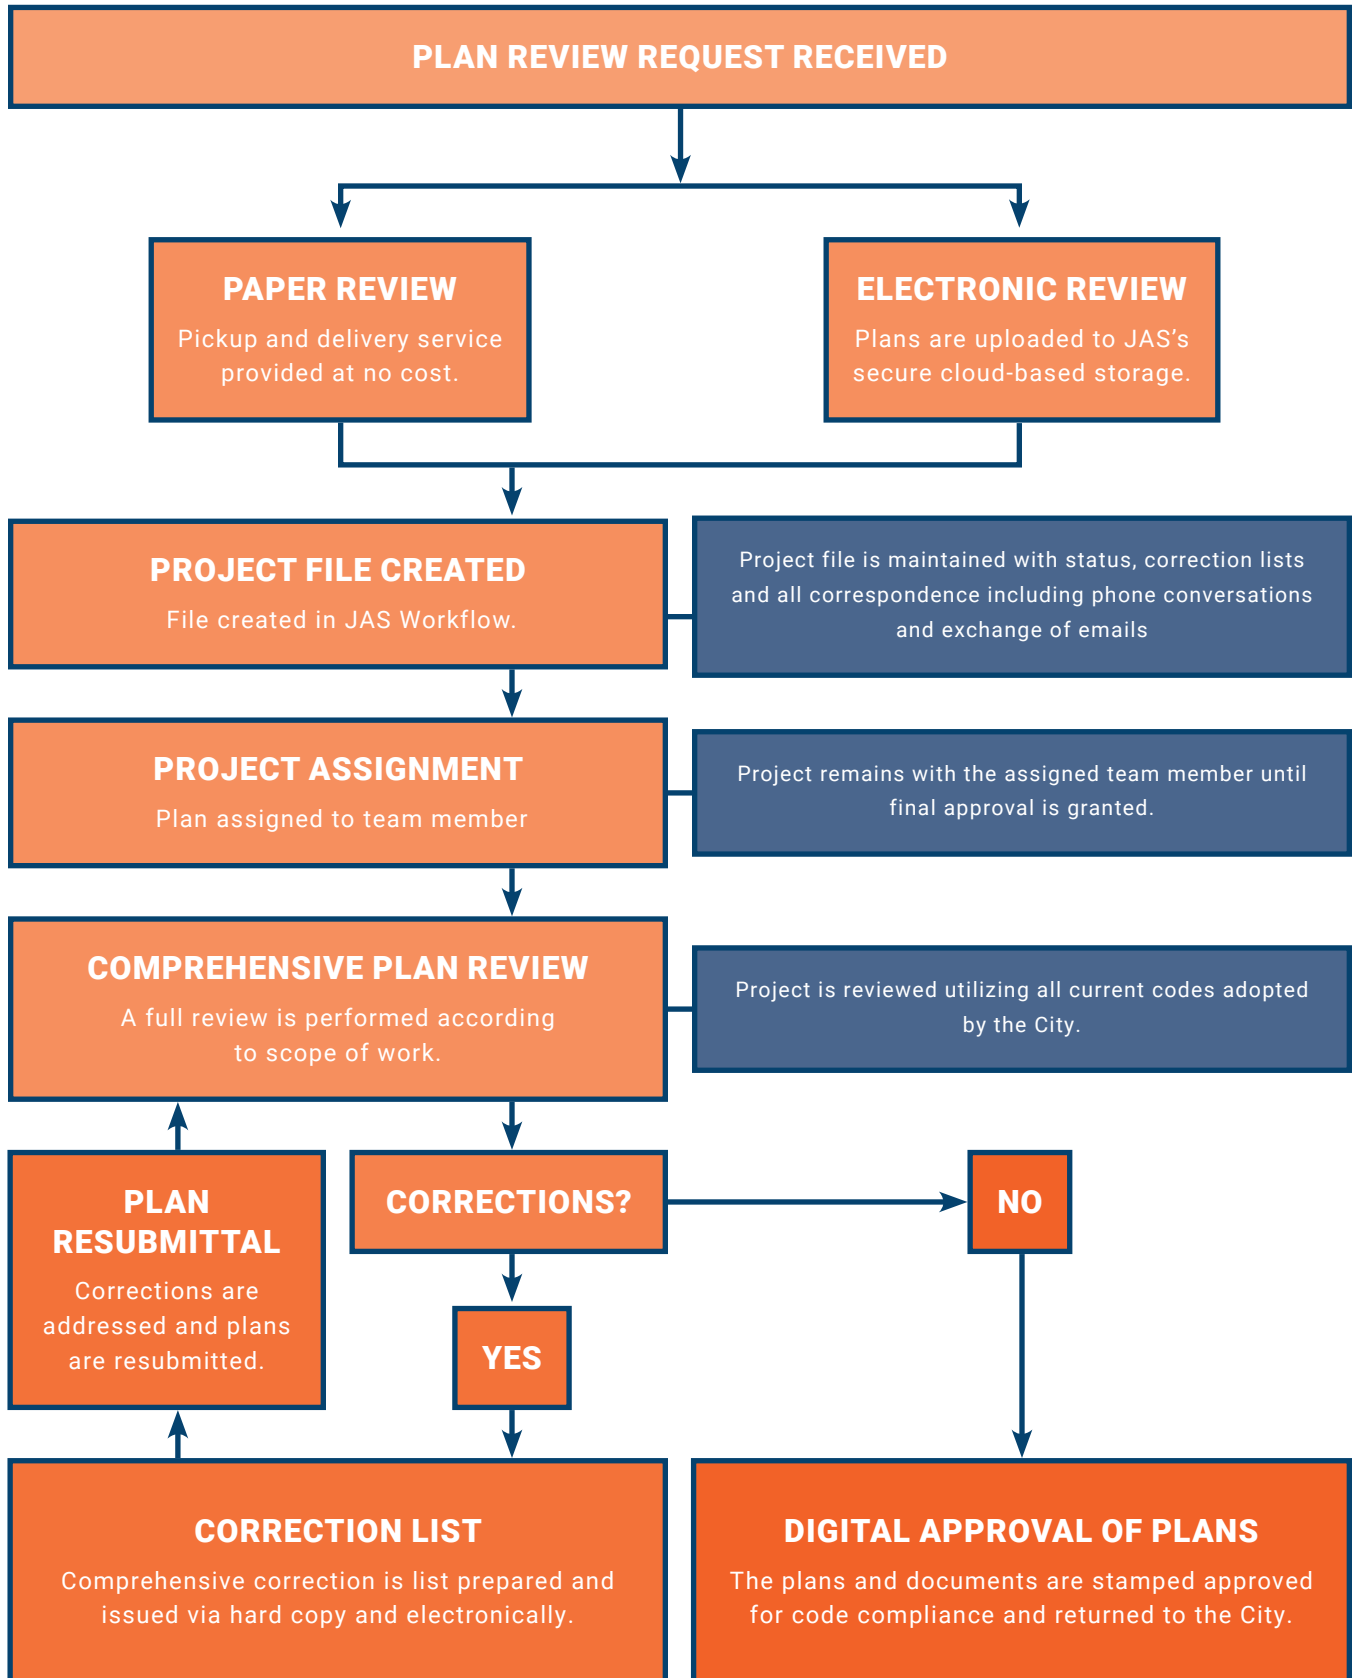 PLAN REVIEW REQUEST RECEIVED
PAPER REVIEW
Pickup and delivery service
provided at no cost.
ELECTRONIC REVIEW
Plans are uploaded to JAS’s
secure cloud-based storage.
PROJECT FILE CREATED
File created in JAS Workflow.
Project file is maintained with status, correction lists
and all correspondence including phone conversations
and exchange of emails
PROJECT ASSIGNMENT
Plan assigned to team member
Project remains with the assigned team member until
final approval is granted.
COMPREHENSIVE PLAN REVIEW
A full review is performed according
to scope of work.
Project is reviewed utilizing all current codes adopted
by the City.
PLAN
RESUBMITTAL
Corrections are
addressed and plans
are resubmitted.
CORRECTIONS?
NO
YES
CORRECTION LIST
Comprehensive correction is list prepared and
issued via hard copy and electronically.
DIGITAL APPROVAL OF PLANS
The plans and documents are stamped approved
for code compliance and returned to the City.